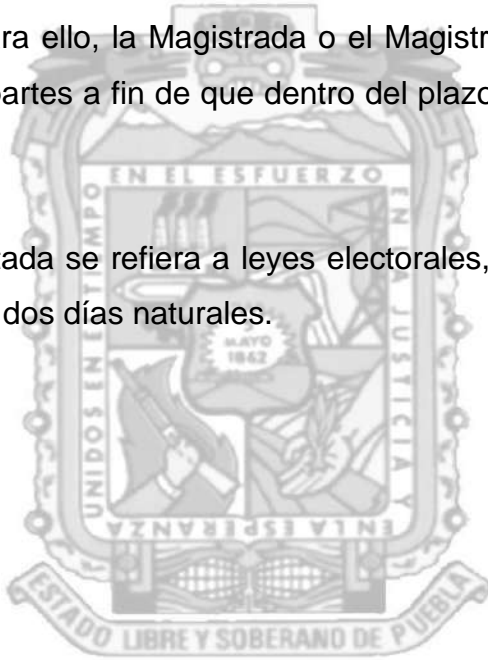 ra ello, la Magistrada o el Magistr
partes a fin de que dentro del plazo
tada se refiera a leyes electorales,
dos días naturales.
EN EL ESFUERZO
EN LA JUSTICIA Y
EN LA ESPERANZA
UNIDOS EN EL TIEMPO
5
MAYO
1862
ESTADO LIBRE Y SOBERANO DE PUEBLA